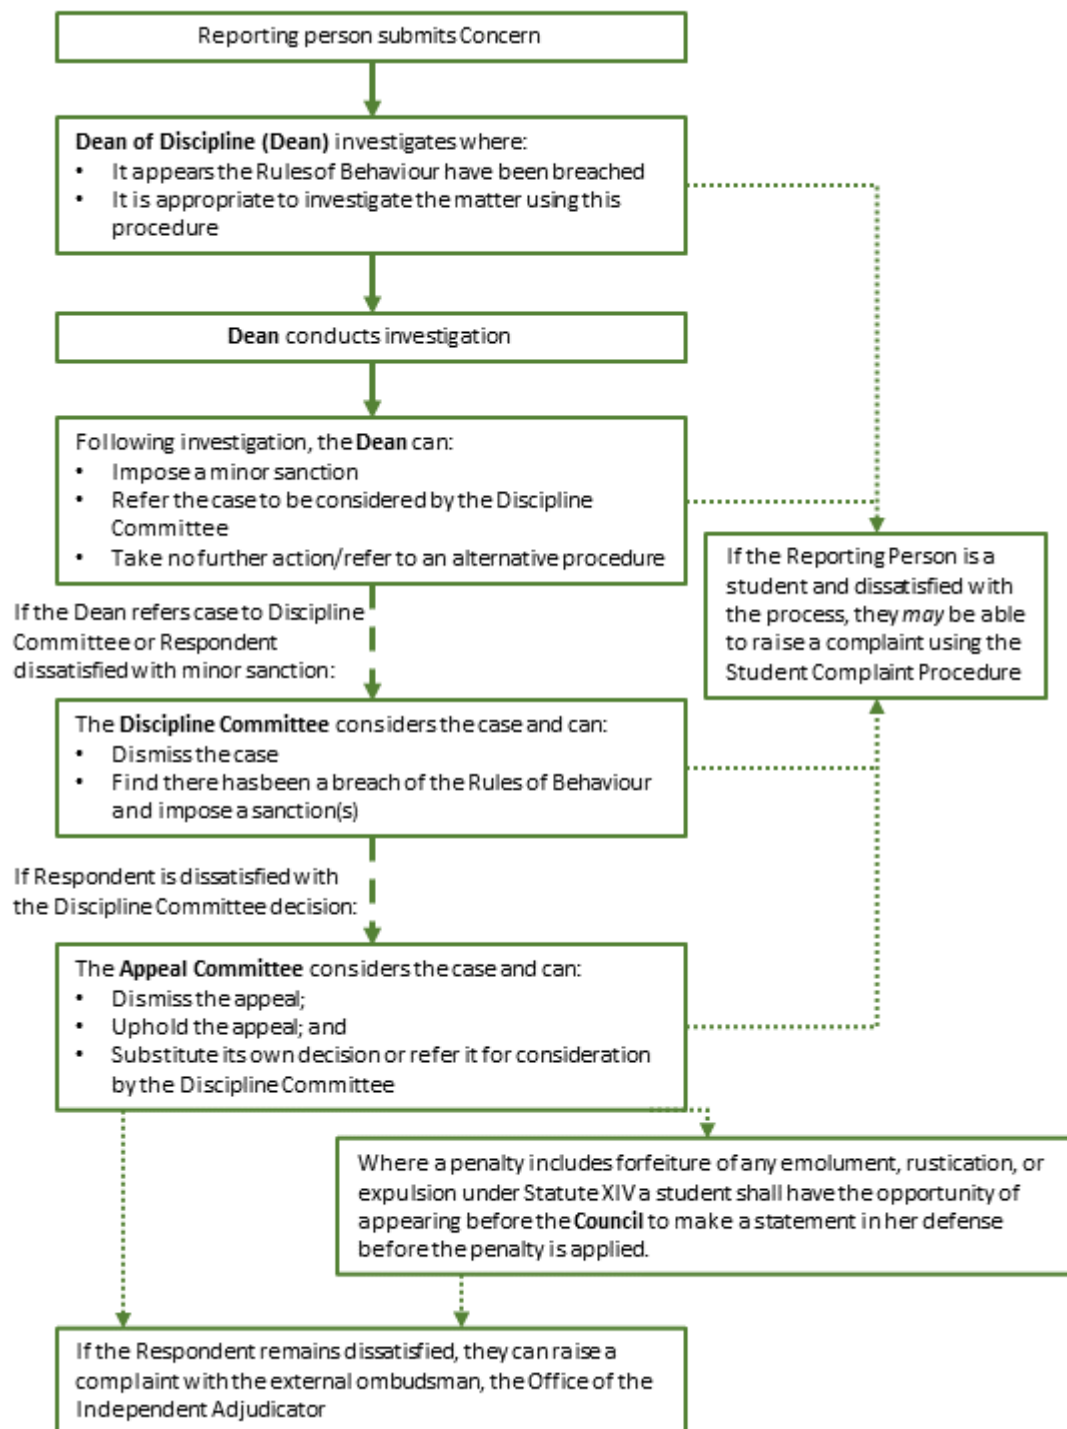 Reporting person submits Concern
Dean of Discipline (Dean) investigates where:
• It appears the Rules of Behaviour have been breached
• It is appropriate to investigate the matter using this
procedure
Dean conducts investigation
Following investigation, the Dean can:
• Impose a minor sanction
• Refer the case to be considered by the Discipline
Committee
• Take no further action/refer to an alternative procedure
If the Reporting Person is a
student and dissatisfied with
the process, they may be able
to raise a complaint using the
Student Complaint Procedure
If the Dean refers case to Discipline
Committee or Respondent
dissatisfied with minor sanction:
The Discipline Committee considers the case and can:
• Dismiss the case
• Find there has been a breach of the Rules of Behaviour
and impose a sanction(s)
If Respondent is dissatisfied with
the Discipline Committee decision:
The Appeal Committee considers the case and can:
• Dismiss the appeal;
• Uphold the appeal; and
• Substitute its own decision or refer it for consideration
by the Discipline Committee
Where a penalty includes forfeiture of any emolument, rustication, or
expulsion under Statute XIV a student shall have the opportunity of
appearing before the Council to make a statement in her defense
before the penalty is applied.
If the Respondent remains dissatisfied, they can raise a
complaint with the external ombudsman, the Office of the
Independent Adjudicator